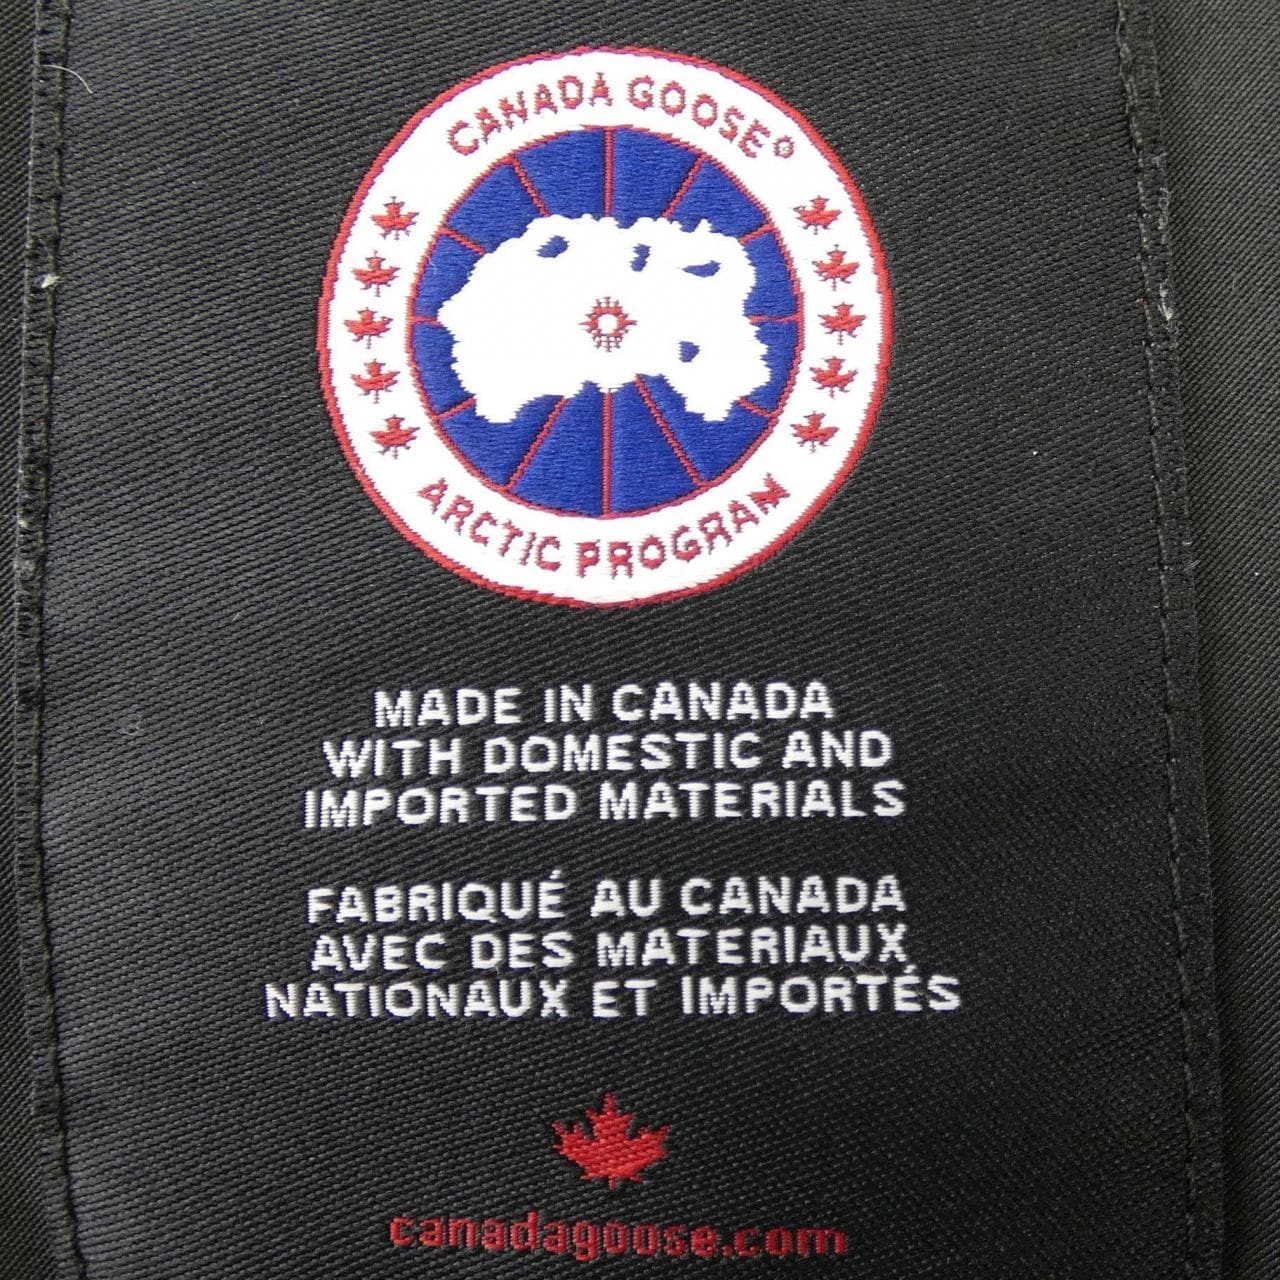 CANADA GOOSE®
ARCTIC PROGRAM
MADE IN CANADA
WITH DOMESTIC AND
IMPORTED MATERIALS
FABRIQUÉ AU CANADA
AVEC DES MATERIAUX
NATIONAUX ET IMPORTÉS
canadagoose.com